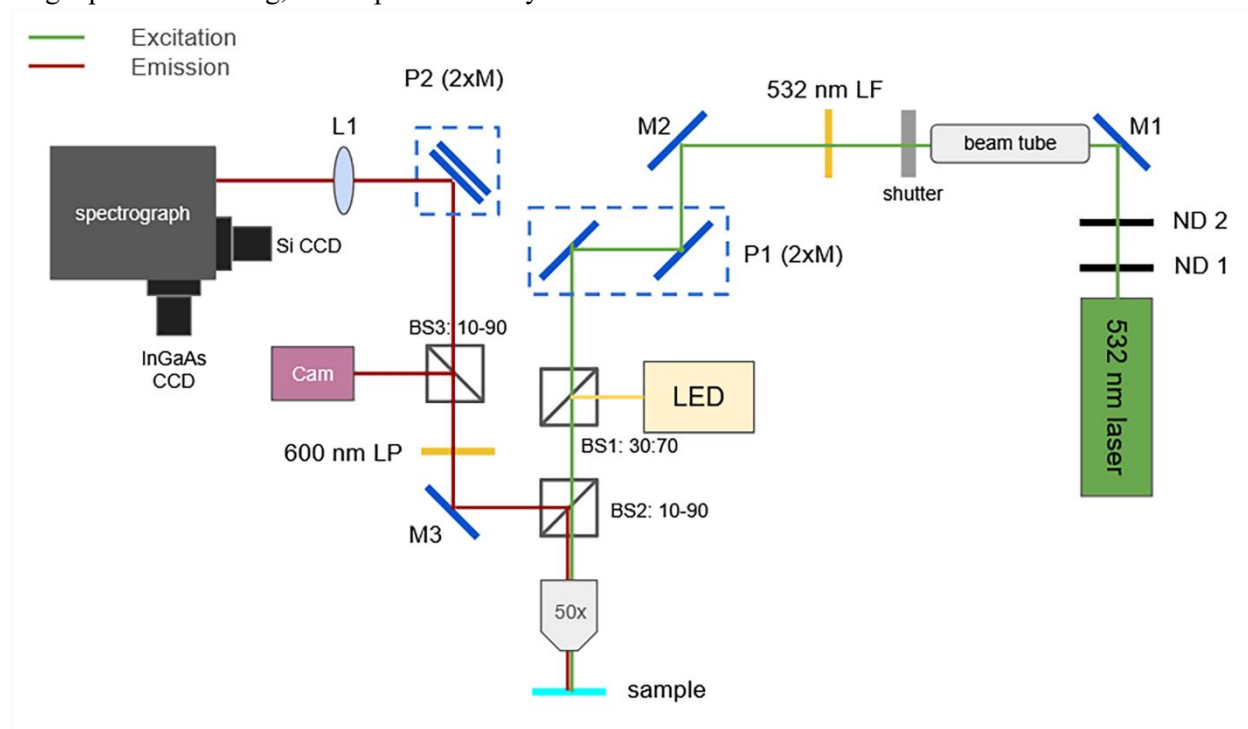 Excitation
Emission
P2 (2xM)
L1
M2
532 nm LF
M1
beam tube
shutter
spectrograph
Si CCD
InGaAs
CCD
P1 (2xM)
ND 2
ND 1
532 nm laser
BS3: 10-90
Cam
LED
BS1: 30:70
600 nm LP
BS2: 10-90
M3
50x
sample